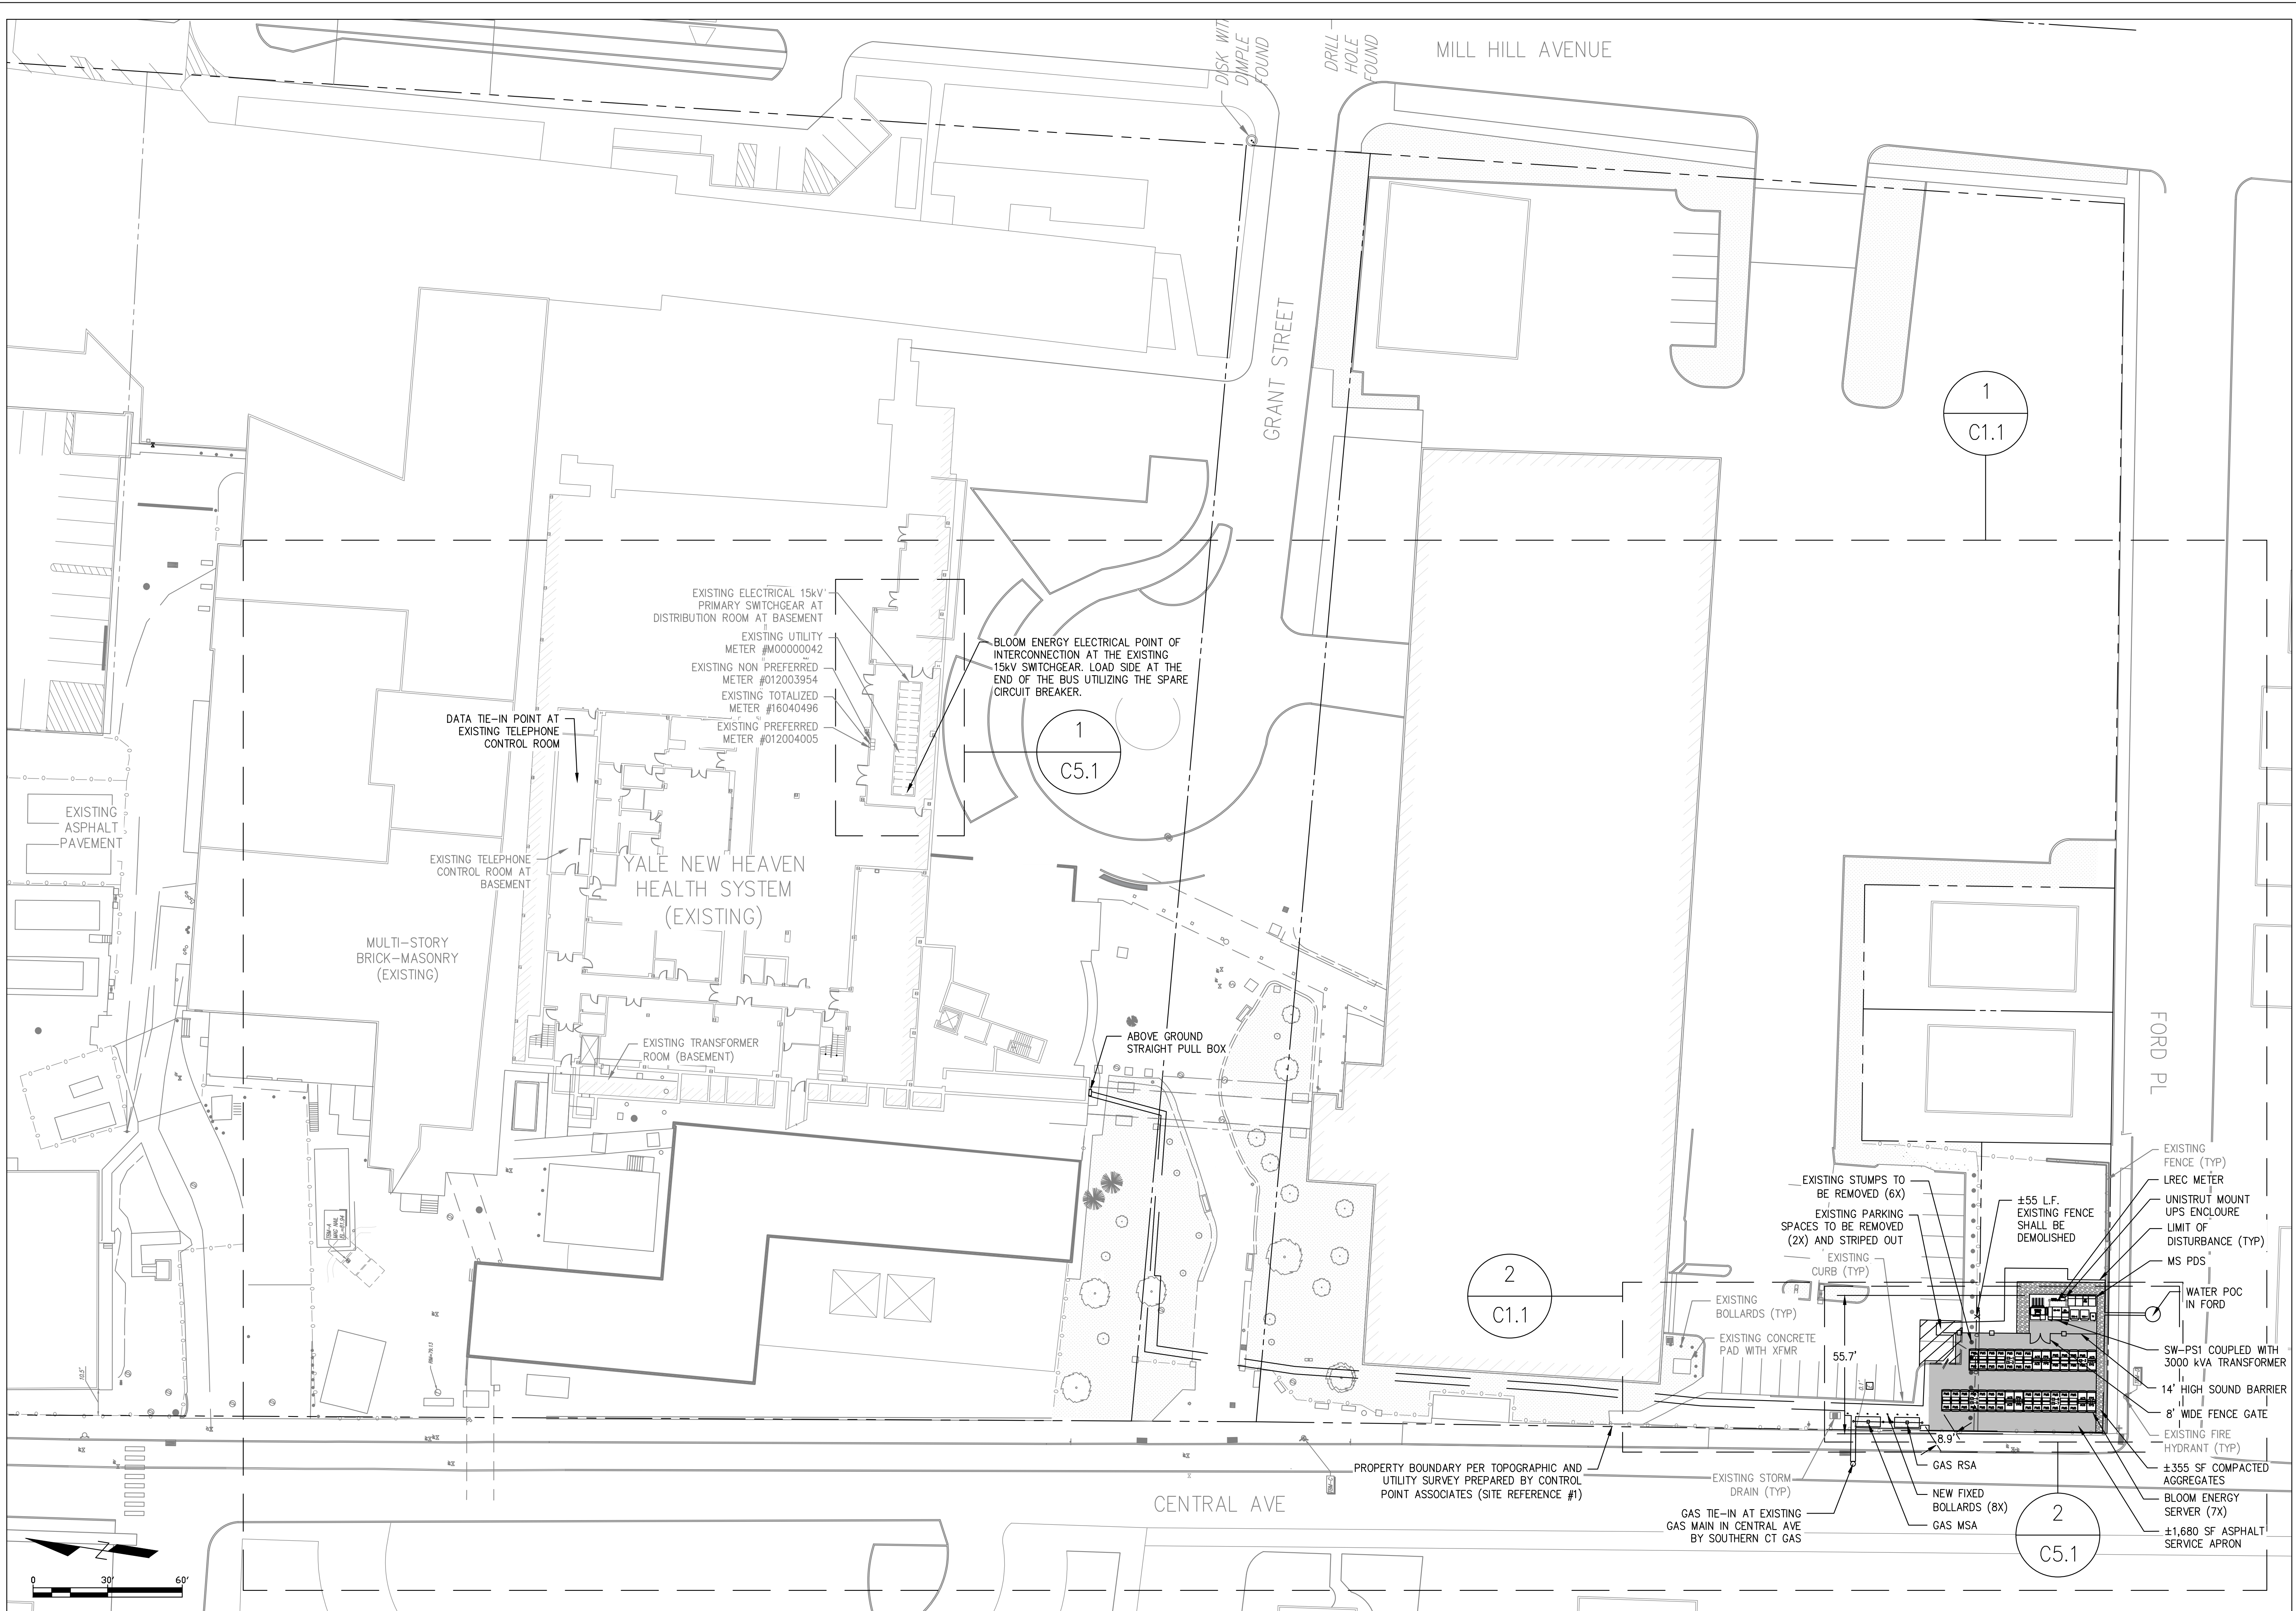 MILL HILL AVENUE
DISK WITH
DIMPLE
FOUND
DRILL-
HOLE
FOUND
GRANT STREET
1
C1.1
EXISTING ELECTRICAL 15kV
PRIMARY SWITCHGEAR AT
DISTRIBUTION ROOM AT BASEMENT
EXISTING UTILITY
METER #M00000042
EXISTING NON PREFERRED
METER #012003954
EXISTING TOTALIZED
METER #16040496
EXISTING PREFERRED
METER #012004005
BLOOM ENERGY ELECTRICAL POINT OF
INTERCONNECTION AT THE EXISTING
15kV SWITCHGEAR. LOAD SIDE AT THE
END OF THE BUS UTILIZING THE SPARE
CIRCUIT BREAKER.
DATA TIE-IN POINT AT
EXISTING TELEPHONE
CONTROL ROOM
1
C5.1
EXISTING
ASPHALT
PAVEMENT
EXISTING TELEPHONE
CONTROL ROOM AT
BASEMENT
YALE NEW HEAVEN
HEALTH SYSTEM
(EXISTING)
MULTI-STORY
BRICK-MASONRY
(EXISTING)
EXISTING TRANSFORMER
ROOM (BASEMENT)
ABOVE GROUND
STRAIGHT PULL BOX
FORD PL
EXISTING STUMPS TO
BE REMOVED (6X)
EXISTING PARKING
SPACES TO BE REMOVED
(2X) AND STRIPED OUT
EXISTING
CURB (TYP)
±55 L.F.
EXISTING FENCE
SHALL BE
DEMOLISHED
EXISTING
FENCE (TYP)
LREC METER
UNISTRUT MOUNT
UPS ENCLOURE
LIMIT OF
DISTURBANCE (TYP)
MS PDS
WATER POC
IN FORD
SW-PS1 COUPLED WITH
3000 kVA TRANSFORMER
14' HIGH SOUND BARRIER
8' WIDE FENCE GATE
EXISTING FIRE
HYDRANT (TYP)
±355 SF COMPACTED
AGGREGATES
BLOOM ENERGY
SERVER (7X)
±1,680 SF ASPHALT
SERVICE APRON
2
C1.1
EXISTING
BOLLARDS (TYP)
EXISTING CONCRETE
PAD WITH XFMR
55.7'
8.9'
GAS RSA
NEW FIXED
BOLLARDS (8X)
GAS MSA
2
C5.1
PROPERTY BOUNDARY PER TOPOGRAPHIC AND
UTILITY SURVEY PREPARED BY CONTROL
POINT ASSOCIATES (SITE REFERENCE #1)
EXISTING STORM
DRAIN (TYP)
GAS TIE-IN AT EXISTING
GAS MAIN IN CENTRAL AVE
BY SOUTHERN CT GAS
CENTRAL AVE
Z
0 30' 60'